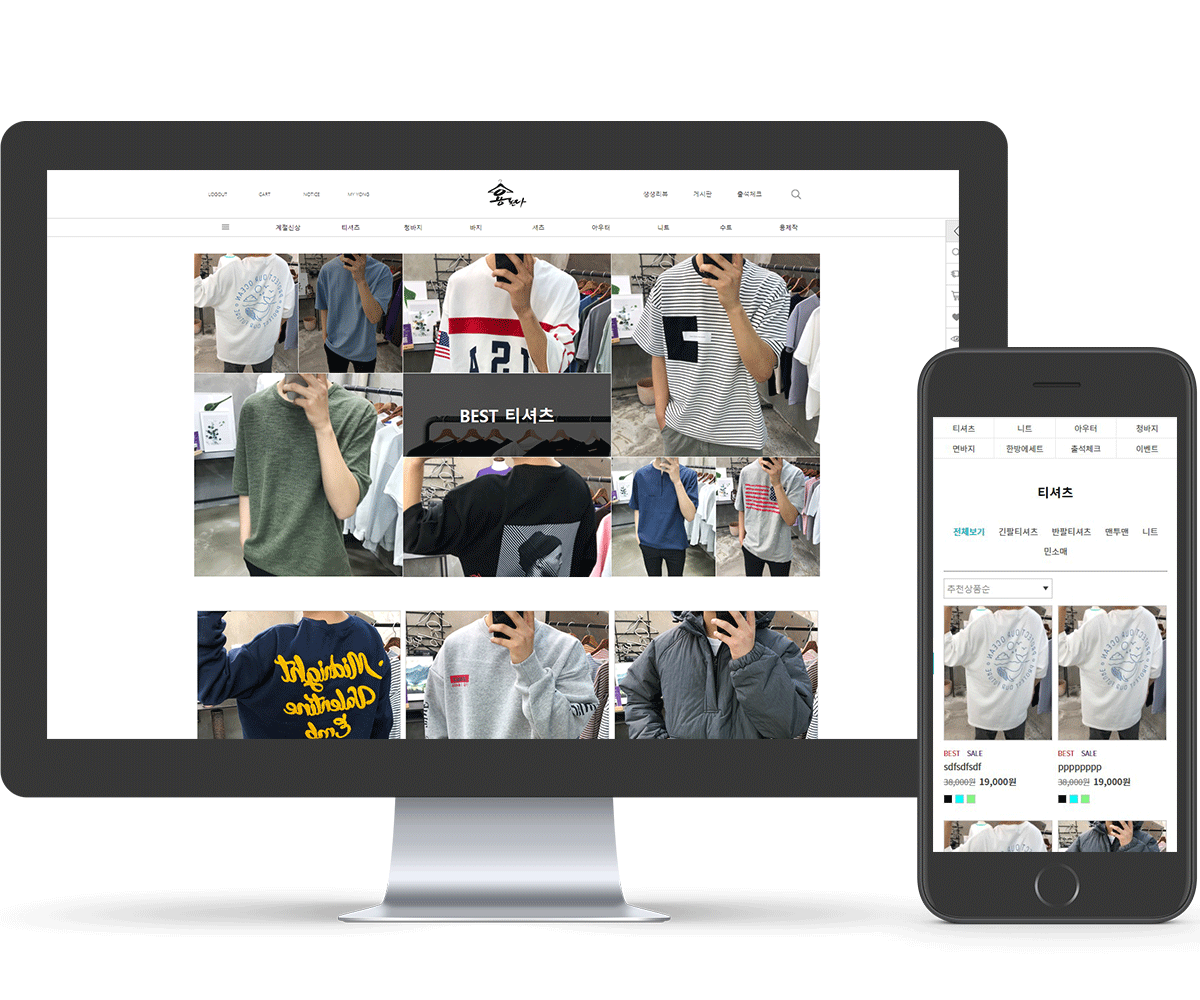 LOGOUT CART NOTICE MY YONG
용보다
생생리뷰 게시판 출석체크
계절신상 티셔츠 청바지 바지 셔츠 아우터 니트 수트 용제작
A21
BEST 티셔츠
Midnight
Valentine
Emb
티셔츠 니트 아우터 청바지
면바지 한방에세트 출석체크 이벤트
티셔츠
전체보기 긴팔티셔츠 반팔티셔츠 맨투맨 니트
민소매
추천상품순
BEST SALE BEST SALE
sdfsdfsdf pppppppp
38,000원 19,000원 38,000원 19,000원